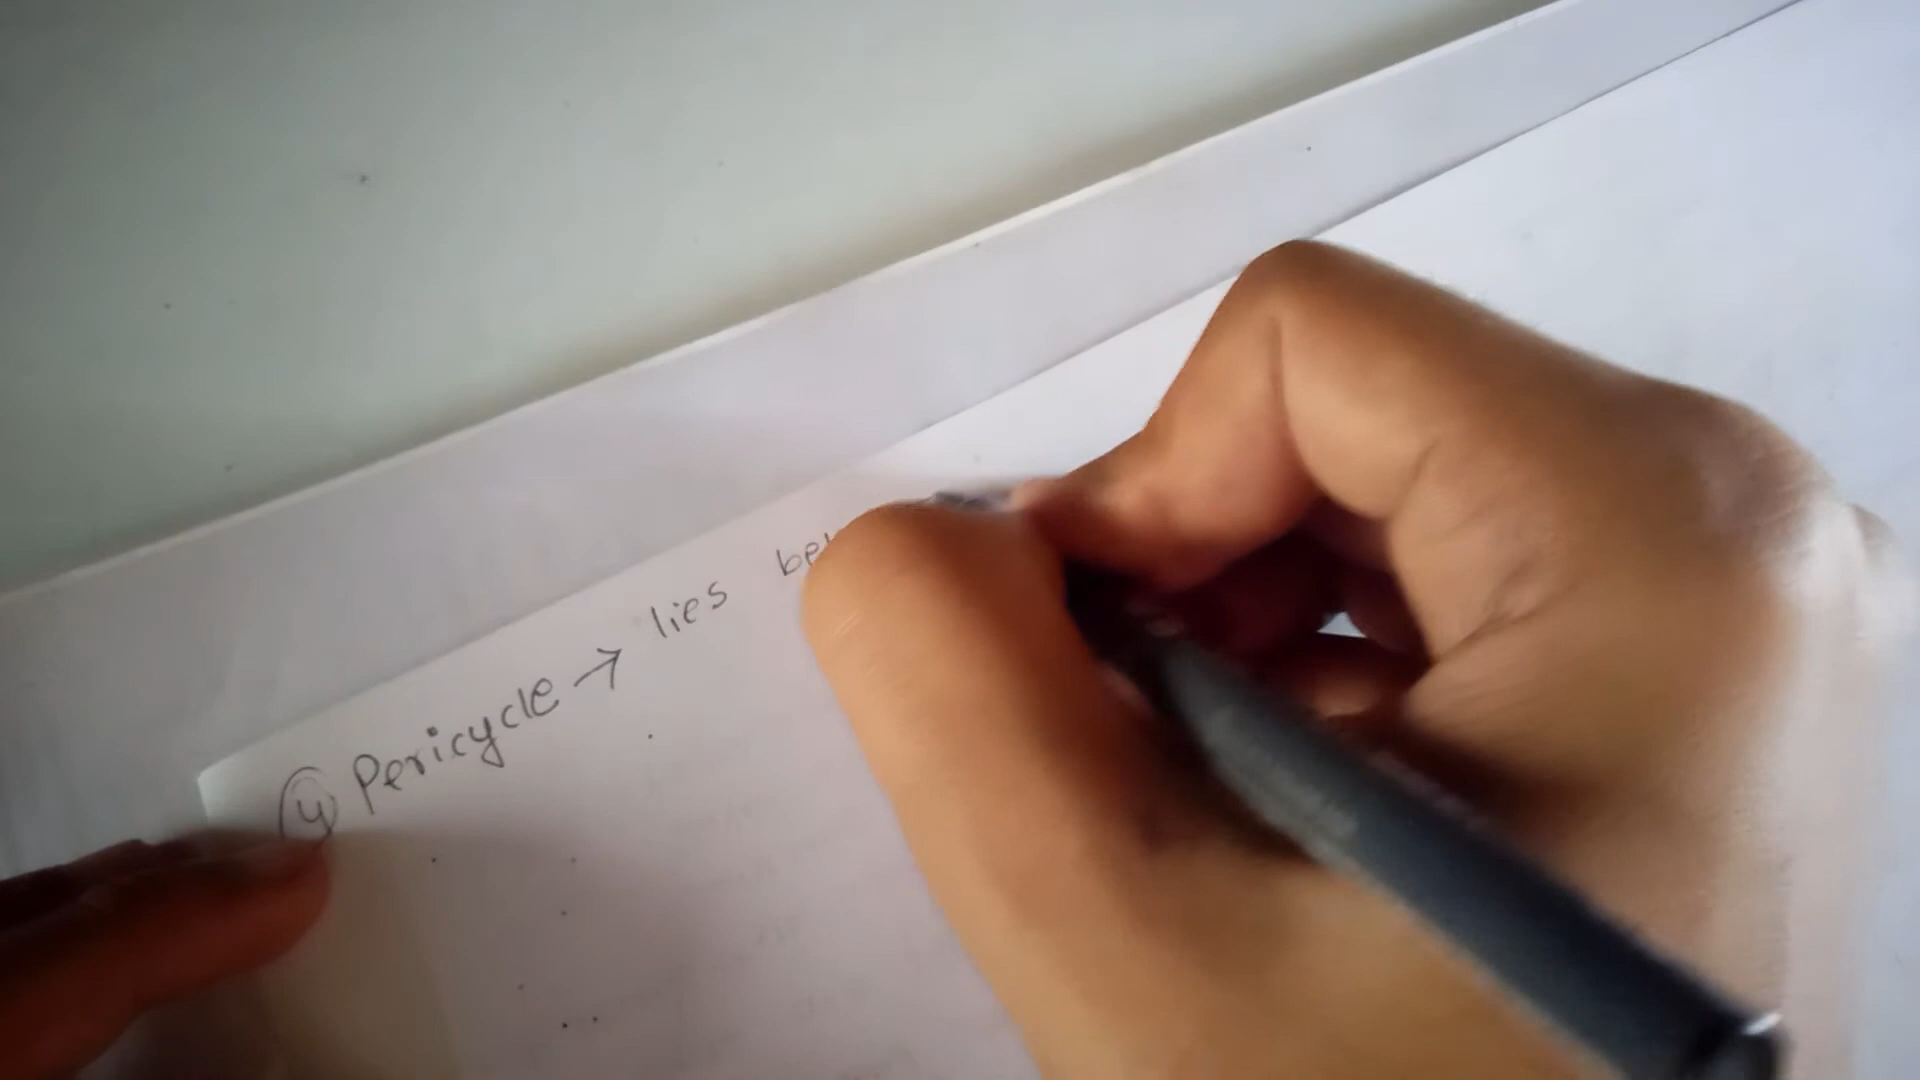 ④ Pericycle → lies